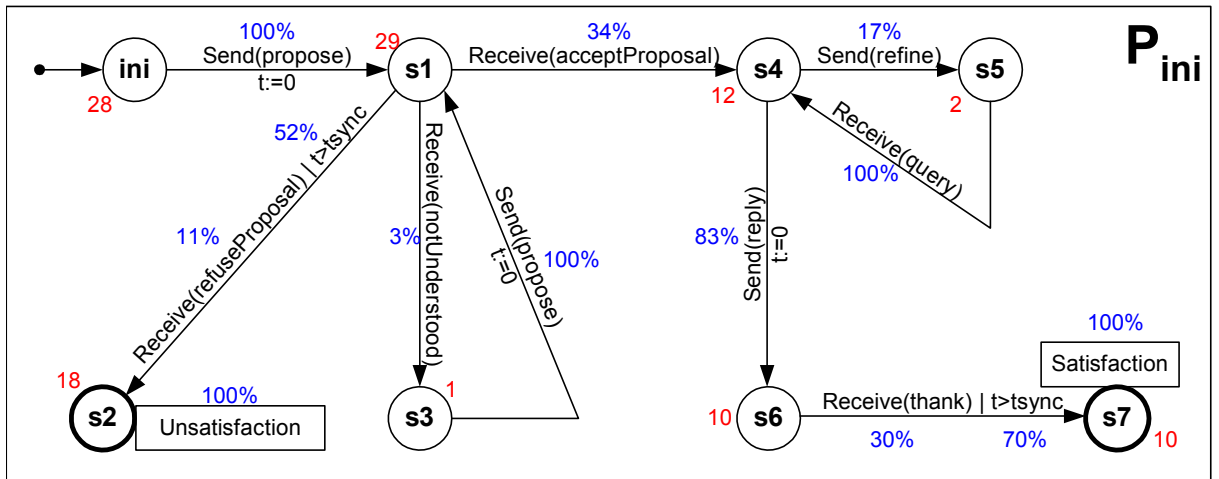 100%
34%
17%
29
Send(propose)
Receive(acceptProposal)
Send(refine)
P
ini
ini
s1
s4
s5
t:=0
28
12
2
52%
Receive(refuseProposal) | t>tsync
11%
Receive(notUnderstood)
3%
Send(propose)
t:=0
100%
Receive(query)
100%
83%
Send(reply)
t:=0
100%
Satisfaction
18
100%
1
s2
Unsatisfaction
s3
10
s6
Receive(thank) | t>tsync
30%
70%
s7
10